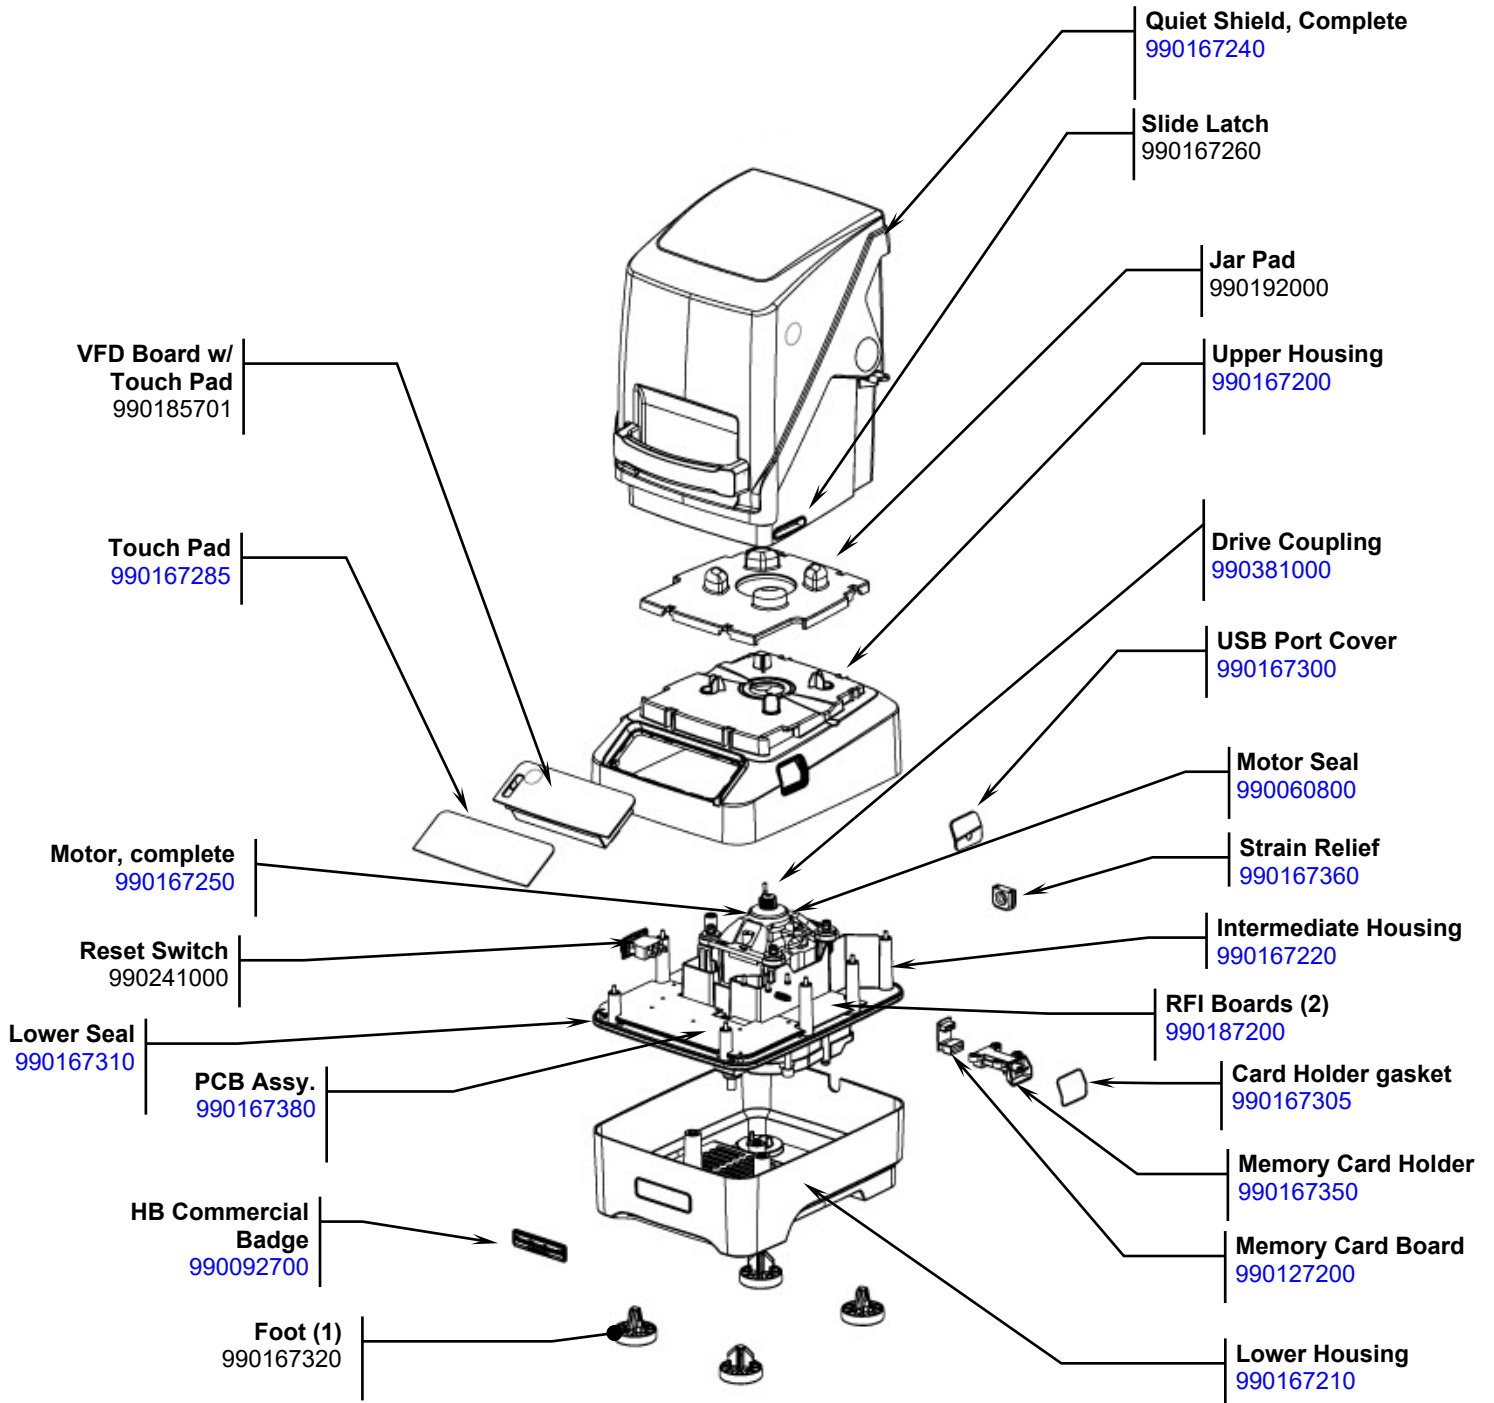 Quiet Shield, Complete
990167240
Slide Latch
990167260
Jar Pad
990192000
VFD Board w/
Touch Pad
990185701
Upper Housing
990167200
Touch Pad
990167285
Drive Coupling
990381000
USB Port Cover
990167300
Motor Seal
990060800
Motor, complete
990167250
Strain Relief
990167360
Reset Switch
990241000
Intermediate Housing
990167220
Lower Seal
990167310
RFI Boards (2)
990187200
PCB Assy.
990167380
Card Holder gasket
990167305
Memory Card Holder
990167350
HB Commercial
Badge
990092700
Memory Card Board
990127200
Foot (1)
990167320
Lower Housing
990167210